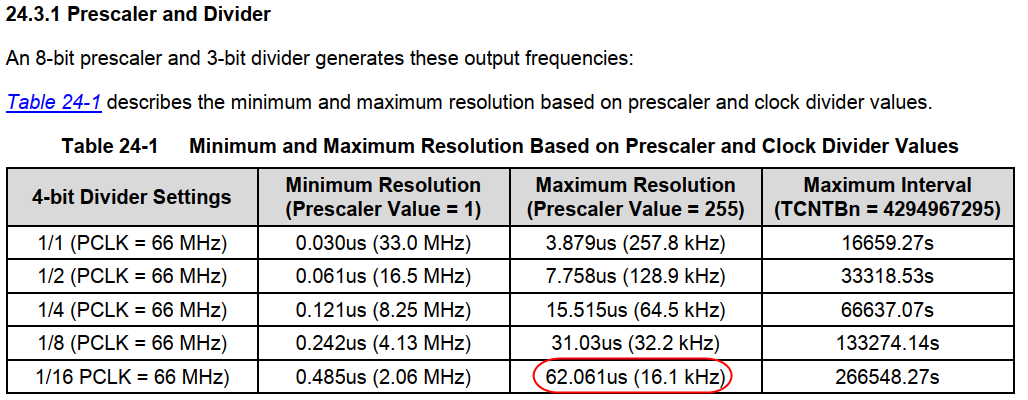 24.3.1 Prescaler and Divider
An 8-bit prescaler and 3-bit divider generates these output frequencies:
Table 24-1 describes the minimum and maximum resolution based on prescaler and clock divider values.
Table 24-1 Minimum and Maximum Resolution Based on Prescaler and Clock Divider Values
4-bit Divider Settings Minimum Resolution (Prescaler Value = 1) Maximum Resolution (Prescaler Value = 255) Maximum Interval (TCNTBn = 4294967295)
1/1 (PCLK = 66 MHz) 0.030us (33.0 MHz) 3.879us (257.8 kHz) 16659.27s
1/2 (PCLK = 66 MHz) 0.061us (16.5 MHz) 7.758us (128.9 kHz) 33318.53s
1/4 (PCLK = 66 MHz) 0.121us (8.25 MHz) 15.515us (64.5 kHz) 66637.07s
1/8 (PCLK = 66 MHz) 0.242us (4.13 MHz) 31.03us (32.2 kHz) 133274.14s
1/16 PCLK = 66 MHz) 0.485us (2.06 MHz) 62.061us (16.1 kHz) 266548.27s